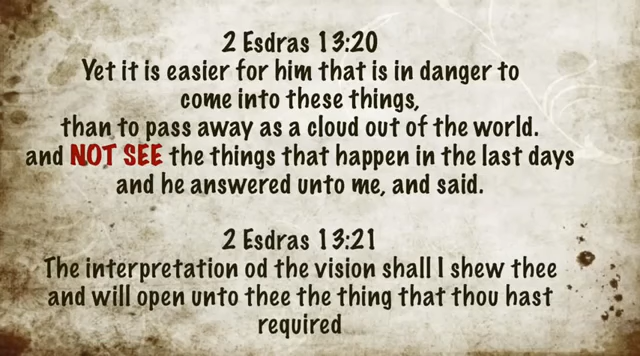 2 Esdras 13:20
Yet it is easier for him that is in danger to
come into these things,
than to pass away as a cloud out of the world.
and NOT SEE the things that happen in the last days
and he answered unto me, and said.
2 Esdras 13:21
The interpretation od the vision shall I shew thee
and will open unto thee the thing that thou hast
required